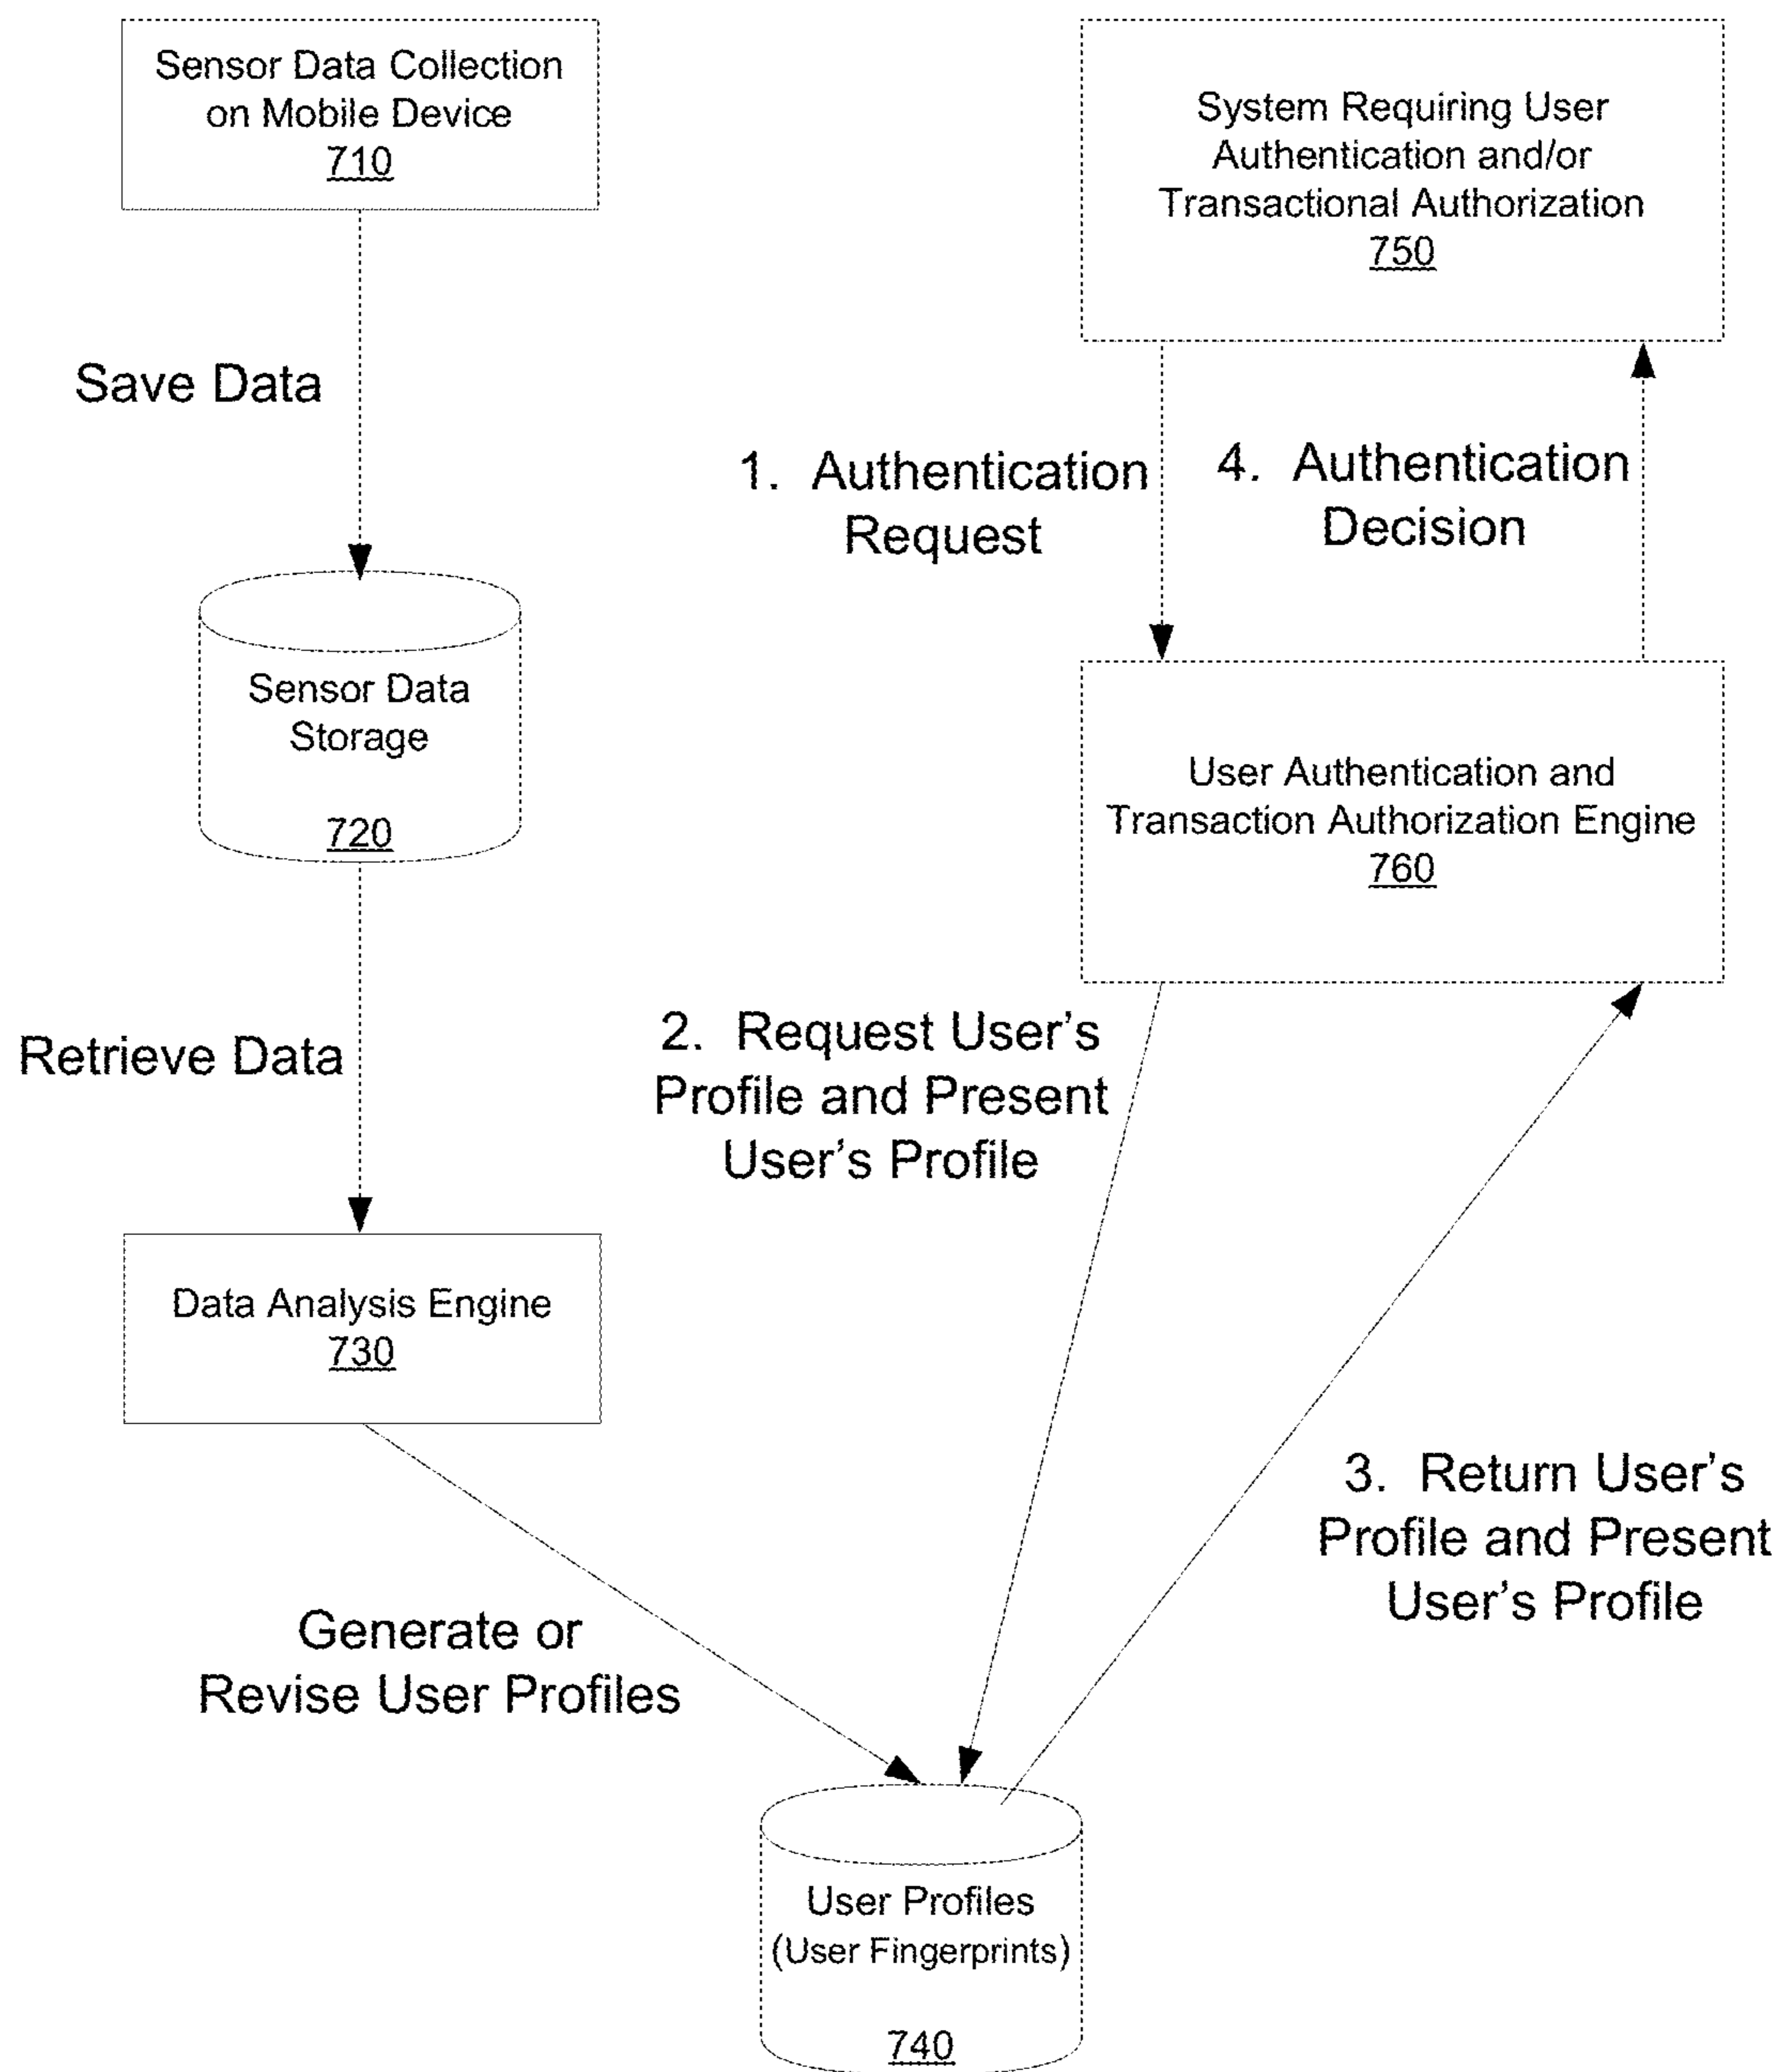 Sensor Data Collection
on Mobile Device
710
System Requiring User
Authentication and/or
Transactional Authorization
750
Save Data
1. Authentication
Request
4. Authentication
Decision
Sensor Data
Storage
720
User Authentication and
Transaction Authorization Engine
760
Retrieve Data
2. Request User's
Profile and Present
User's Profile
Data Analysis Engine
730
3. Return User's
Profile and Present
User's Profile
Generate or
Revise User Profiles
User Profiles
(User Fingerprints)
740